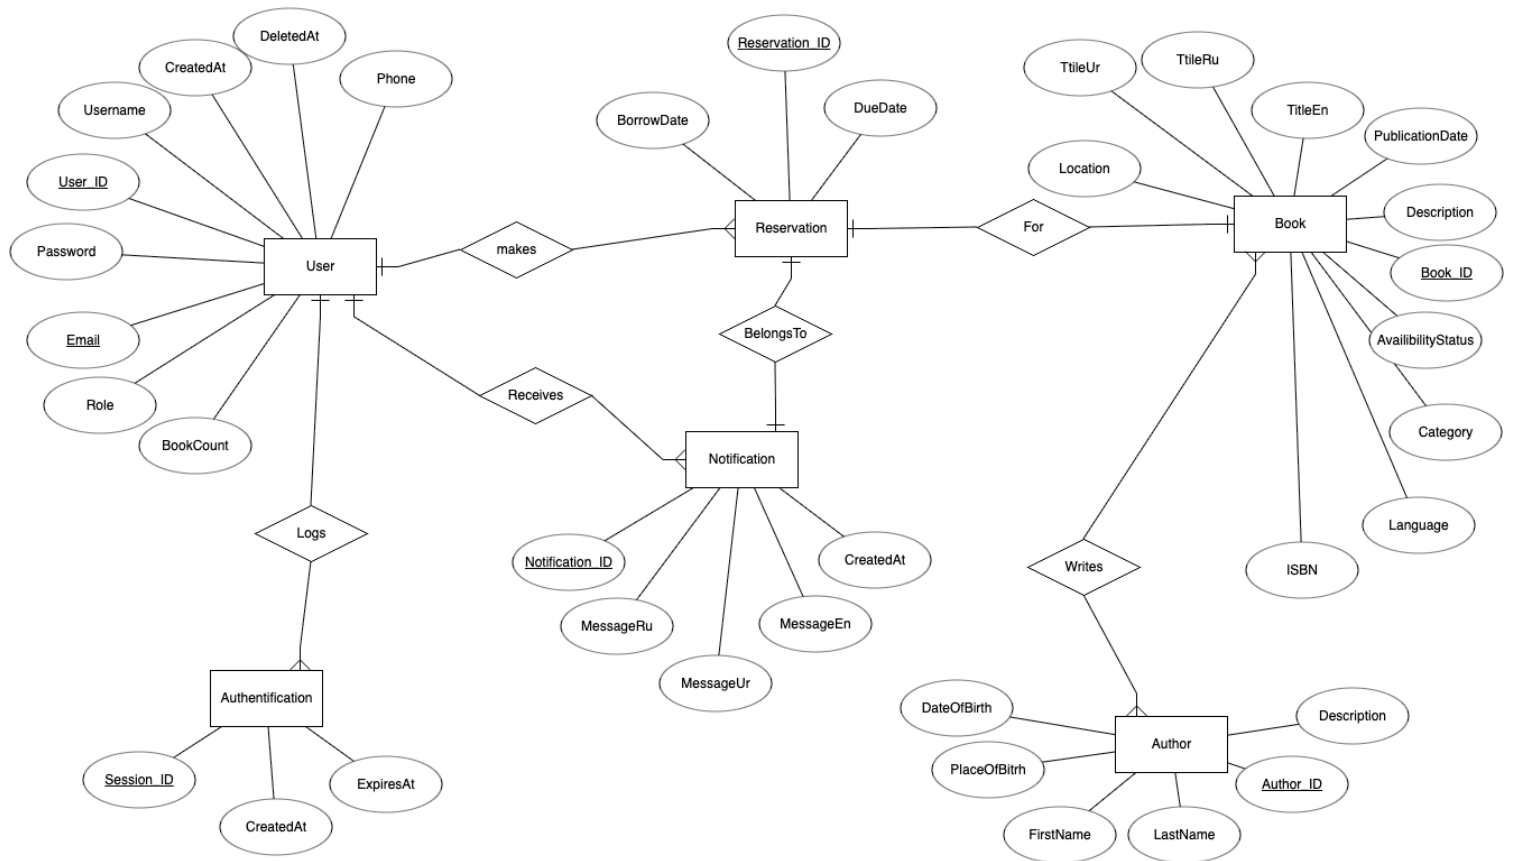 DeletedAt
CreatedAt
Phone
Username
User_ID
Password
User
Email
Role
BookCount
makes
Reservation_ID
BorrowDate
DueDate
Reservation
For
TtileUr
TtileRu
TitleEn
PublicationDate
Location
Description
Book
Book_ID
AvailibilityStatus
Category
Language
ISBN
BelongsTo
Receives
Notification
Notification_ID
MessageRu
MessageUr
MessageEn
CreatedAt
Logs
Authentification
Session_ID
CreatedAt
ExpiresAt
Writes
DateOfBirth
PlaceOfBitrh
Author
Description
Author_ID
FirstName
LastName